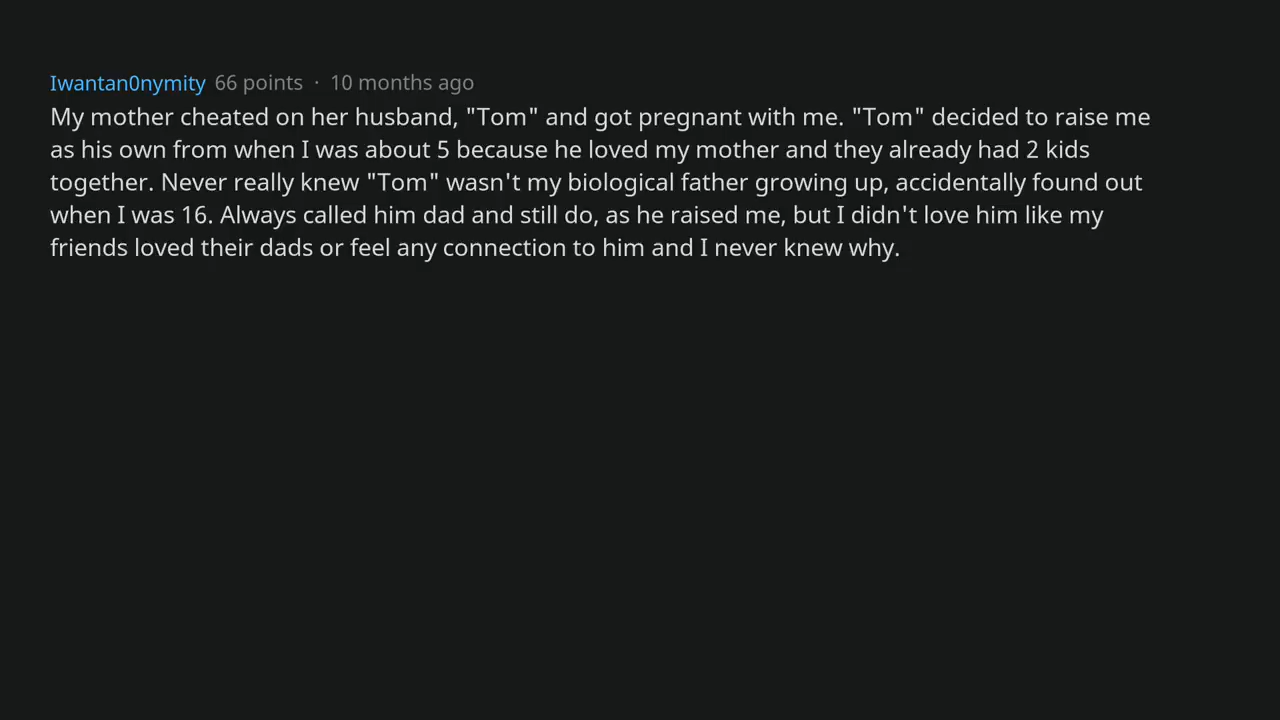 Iwantan0nymity 66 points · 10 months ago
My mother cheated on her husband, "Tom" and got pregnant with me. "Tom" decided to raise me
as his own from when I was about 5 because he loved my mother and they already had 2 kids
together. Never really knew "Tom" wasn't my biological father growing up, accidentally found out
when I was 16. Always called him dad and still do, as he raised me, but I didn't love him like my
friends loved their dads or feel any connection to him and I never knew why.